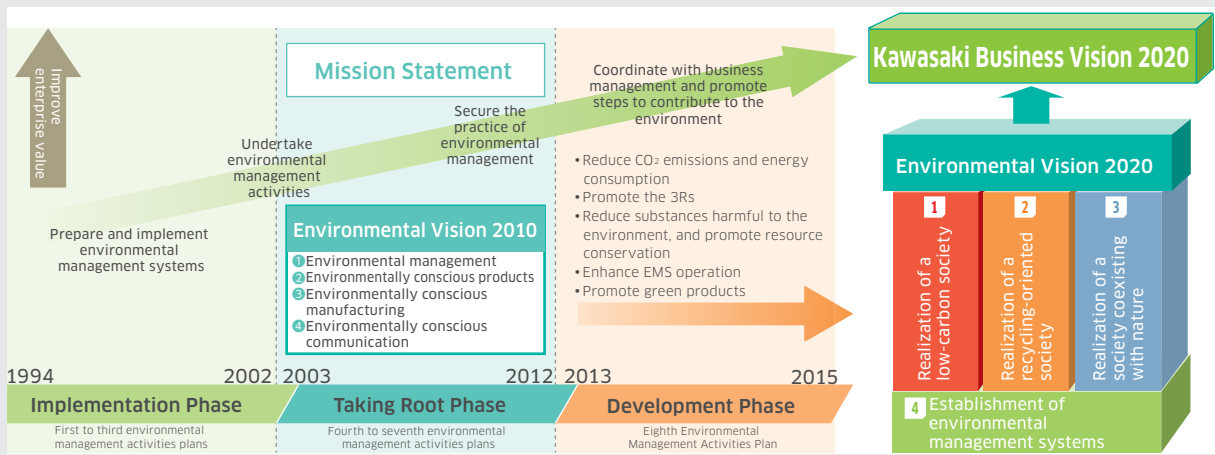 Improve
enterprise value
Prepare and implement
environmental
management systems
Undertake
environmental
management
activities
Mission Statement
Secure the
practice of
environmental
management
Environmental Vision 2010
1 Environmental management
2 Environmentally conscious products
3 Environmentally conscious
manufacturing
4 Environmentally conscious
communication
Coordinate with business
management and promote
steps to contribute to the
environment
• Reduce CO2 emissions and energy
consumption
• Promote the 3Rs
• Reduce substances harmful to the
environment, and promote resource
conservation
• Enhance EMS operation
• Promote green products
1994 2002 2003 2012 2013 2015
Implementation Phase
First to third environmental
management activities plans
Taking Root Phase
Fourth to seventh environmental
management activities plans
Development Phase
Eighth Environmental
Management Activities Plan
Kawasaki Business Vision 2020
Environmental Vision 2020
1
Realization of a
low-carbon society
2
Realization of a
recycling-oriented
society
3
Realization of a
society coexisting
with nature
4 Establishment of
environmental
management systems